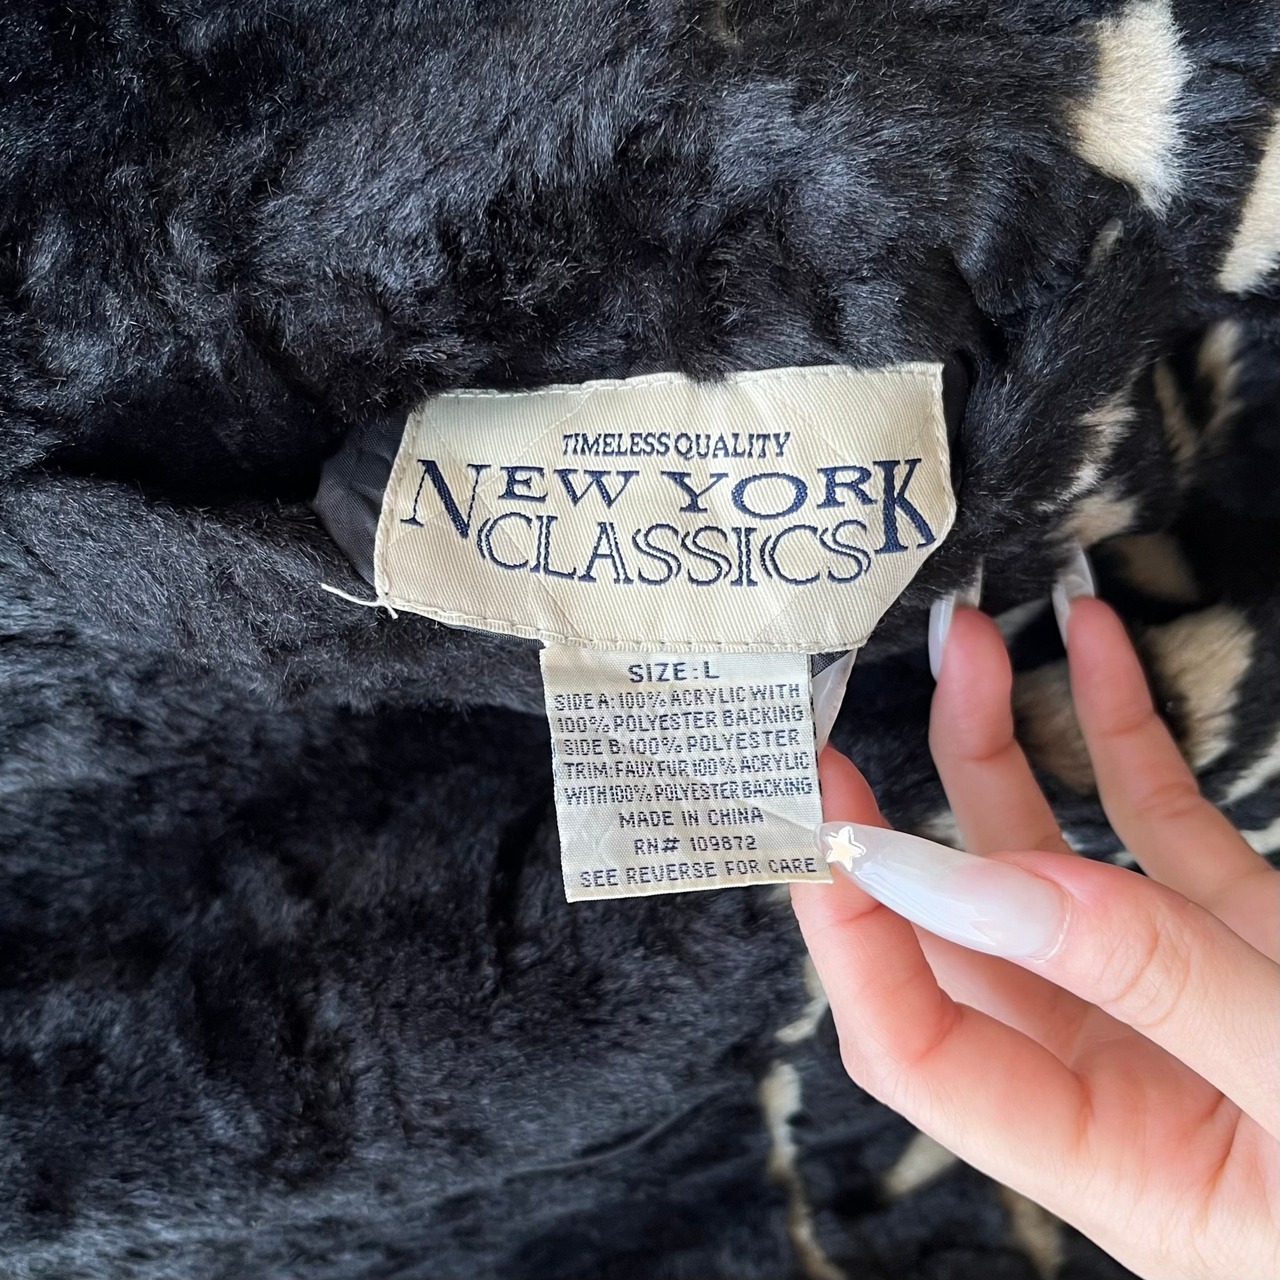 TIMELESS QUALITY
NEW YORK
CLASSICS
SIZE: L
SIDE A: 100% ACRYLIC WITH
100% POLYESTER BACKING
SIDE B: 100% POLYESTER
TRIM: FAUX FUR 100% ACRYLIC
WITH 100% POLYESTER BACKING
MADE IN CHINA
RN# 109872
SEE REVERSE FOR CARE